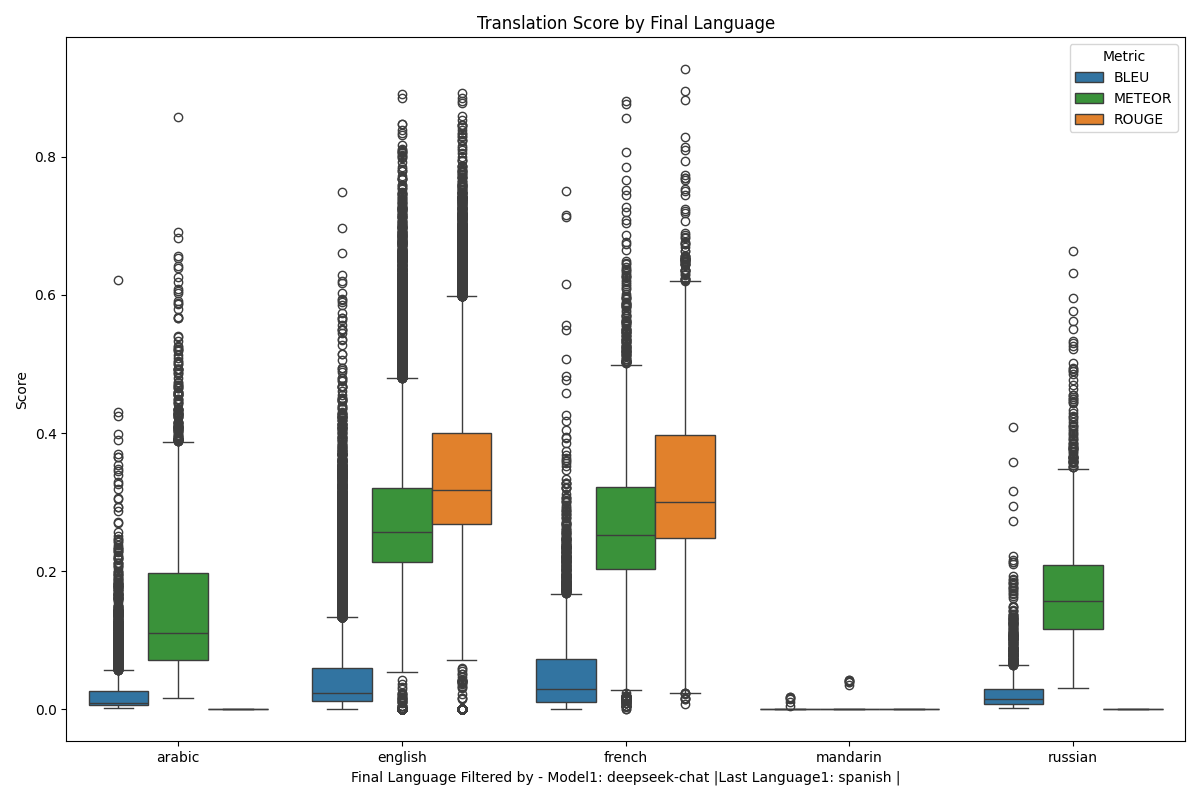 Translation Score by Final Language
Metric
BLEU
METEOR
ROUGE
Score
0.8
0.6
0.4
0.2
0.0
arabic
english
french
mandarin
russian
Final Language Filtered by - Model1: deepseek-chat |Last Language1: spanish |